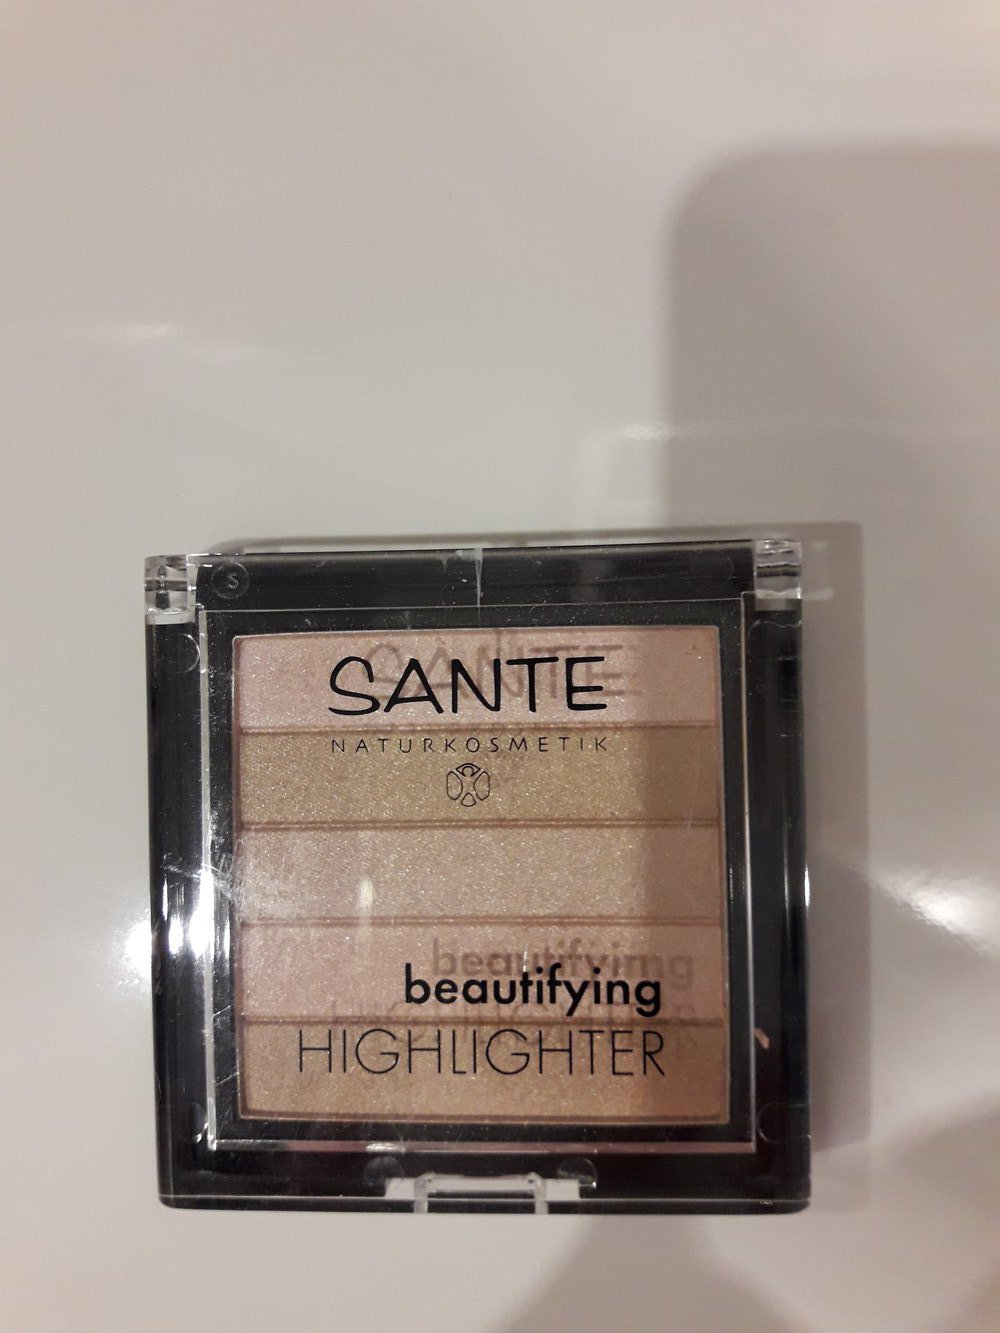 SANTE
NATURKOSMETIK
beautifying
HIGHLIGHTER